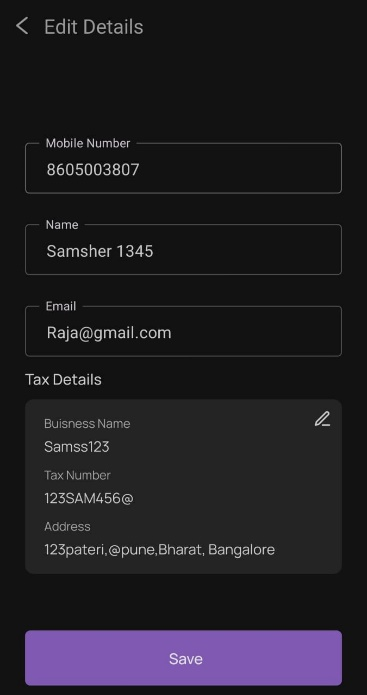 Edit Details
Mobile Number
8605003807
Name
Samsher 1345
Email
Raja@gmail.com
Tax Details
Buisness Name
Samss123
Tax Number
123SAM456@
Address
123pateri,@pune,Bharat, Bangalore
Save